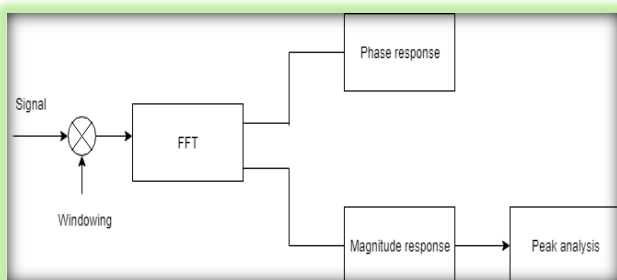 Phase response
Signal
FFT
Windowing
Magnitude response
Peak analysis